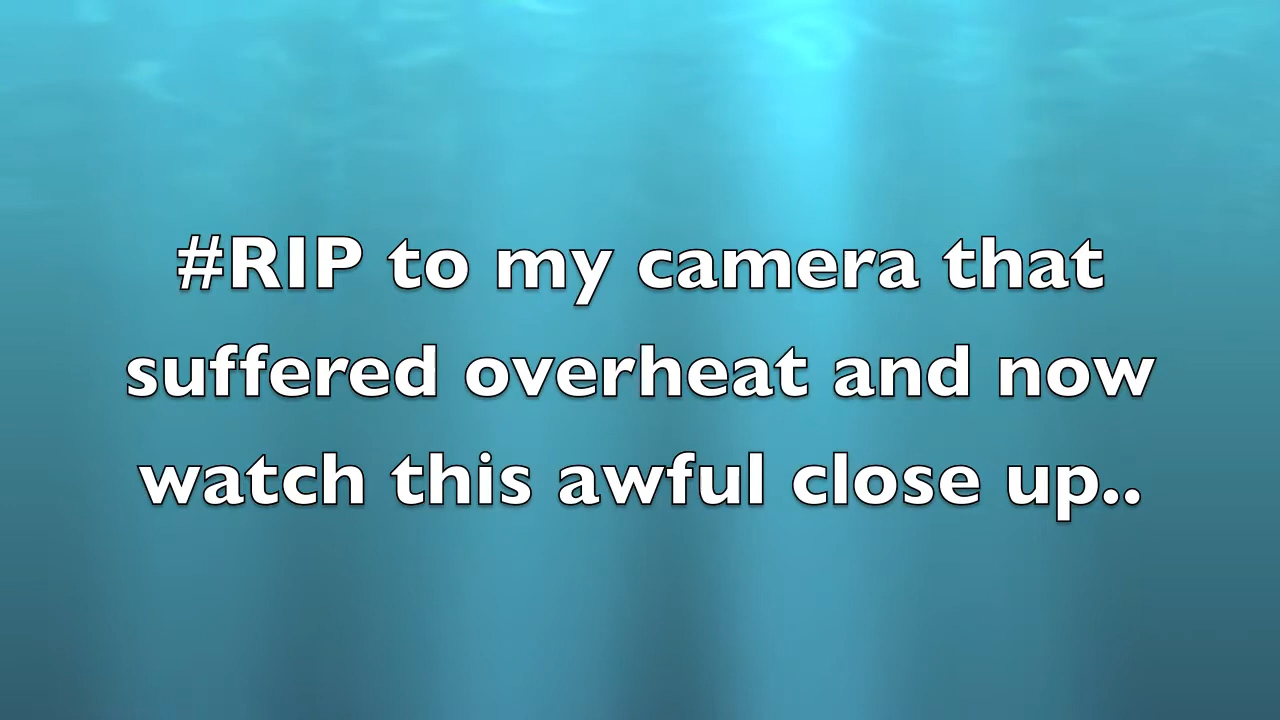 #RIP to my camera that
suffered overheat and now
watch this awful close up..